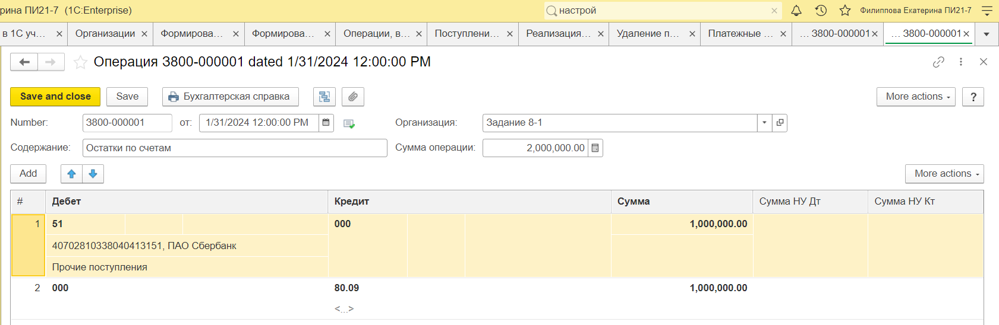 рина ПИ21-7 (1C:Enterprise)
настрой
Филиппова Екатерина ПИ21-7
в 1С уч...
Организации
Формирова...
Формирова...
Операции, в...
Поступлени...
Реализация...
Удаление п...
Платежные ...
... 3800-000001
... 3800-000001
Операция 3800-000001 dated 1/31/2024 12:00:00 PM
Save and close
Save
Бухгалтерская справка
More actions
?
Number:
3800-000001
от:
1/31/2024 12:00:00 PM
Организация:
Задание 8-1
Содержание:
Остатки по счетам
Сумма операции:
2,000,000.00
Add
More actions
# Дебет Кредит Сумма Сумма НУ Дт Сумма НУ Кт
1 51 000 1,000,000.00
40702810338040413151, ПАО Сбербанк
Прочие поступления
2 000 80.09 1,000,000.00
<...>